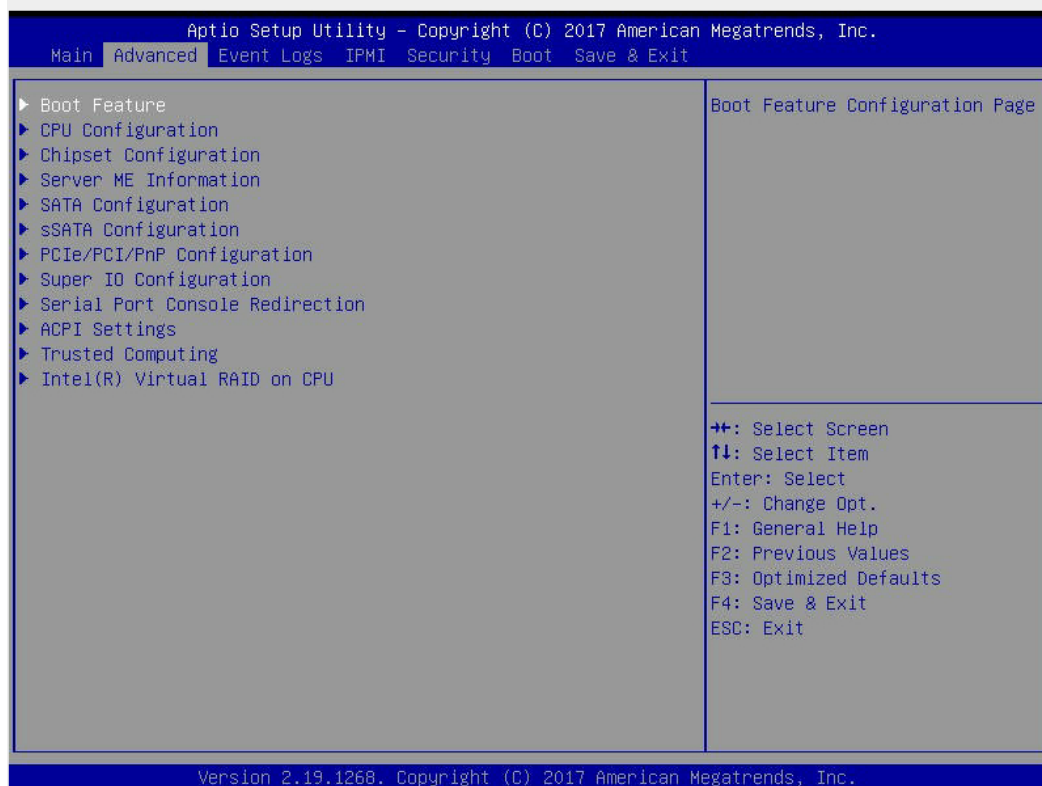 Aptio Setup Utility – Copyright (C) 2017 American Megatrends, Inc.
Main Advanced Event Logs IPMI Security Boot Save & Exit
▶ Boot Feature
▶ CPU Configuration
▶ Chipset Configuration
▶ Server ME Information
▶ SATA Configuration
▶ sSATA Configuration
▶ PCIe/PCI/PnP Configuration
▶ Super IO Configuration
▶ Serial Port Console Redirection
▶ ACPI Settings
▶ Trusted Computing
▶ Intel(R) Virtual RAID on CPU
Boot Feature Configuration Page
→←: Select Screen
↑↓: Select Item
Enter: Select
+/-: Change Opt.
F1: General Help
F2: Previous Values
F3: Optimized Defaults
F4: Save & Exit
ESC: Exit
Version 2.19.1268. Copyright (C) 2017 American Megatrends, Inc.